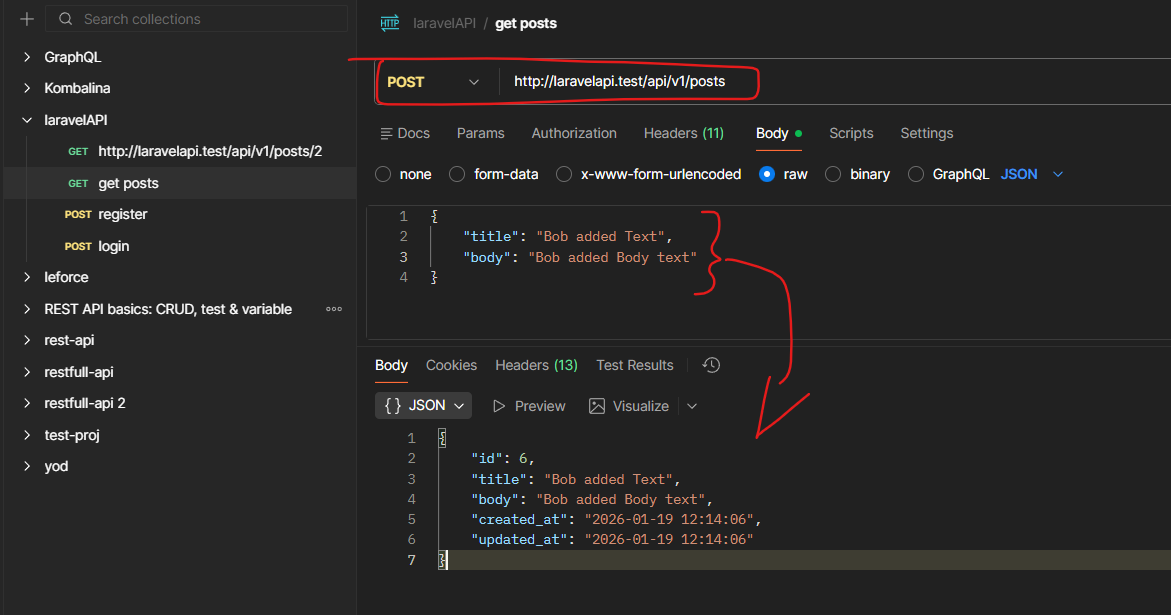 Search collections
GraphQL
Kombalina
laravelAPI
GET http://laravelapi.test/api/v1/posts/2
GET get posts
POST register
POST login
leforce
REST API basics: CRUD, test & variable
rest-api
restfull-api
restfull-api 2
test-proj
yod
HTTP laravelAPI / get posts
POST http://laravelapi.test/api/v1/posts
Docs Params Authorization Headers (11) Body Scripts Settings
none form-data x-www-form-urlencoded raw binary GraphQL JSON
1 {
2 "title": "Bob added Text",
3 "body": "Bob added Body text"
4 }
Body Cookies Headers (13) Test Results
{} JSON Preview Visualize
1 {
2 "id": 6,
3 "title": "Bob added Text",
4 "body": "Bob added Body text",
5 "created_at": "2026-01-19 12:14:06",
6 "updated_at": "2026-01-19 12:14:06"
7 }